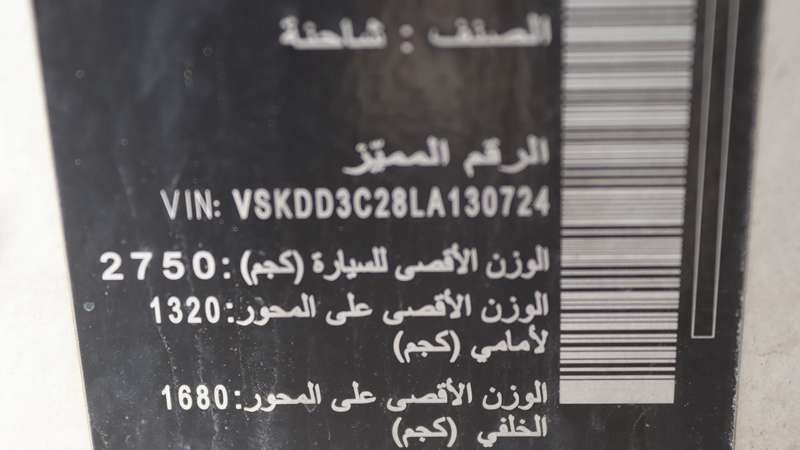 الصنف : شاحنة
الرقم المميّز
VIN: VSKDD3C28LA130724
الوزن الأقصى للسيارة (كجم): 2750
الوزن الأقصى على المحور: 1320
لأمامي (كجم)
الوزن الأقصى على المحور: 1680
الخلفي (كجم)